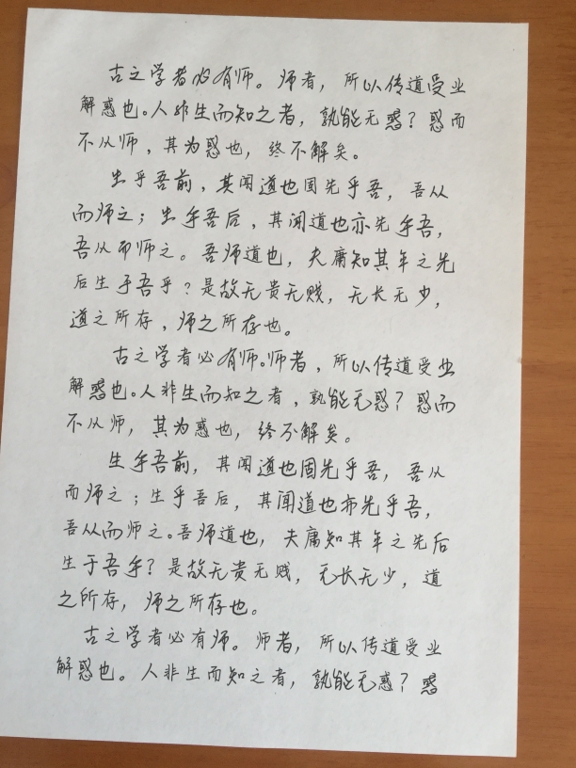 古之学者必有师。师者，所以传道受业
解惑也。人非生而知之者，孰能无惑？惑而
不从师，其为惑也，终不解矣。
生乎吾前，其闻道也固先乎吾，吾从
而师之；生乎吾后，其闻道也亦先乎吾，
吾从而师之。吾师道也，夫庸知其年之先
后生于吾乎？是故无贵无贱，无长无少，
道之所存，师之所存也。
古之学者必有师。师者，所以传道受业
解惑也。人非生而知之者，孰能无惑？惑而
不从师，其为惑也，终不解矣。
生乎吾前，其闻道也固先乎吾，吾从
而师之；生乎吾后，其闻道也亦先乎吾，
吾从而师之。吾师道也，夫庸知其年之先后
生于吾乎？是故无贵无贱，无长无少，道
之所存，师之所存也。
古之学者必有师。师者，所以传道受业
解惑也。人非生而知之者，孰能无惑？惑